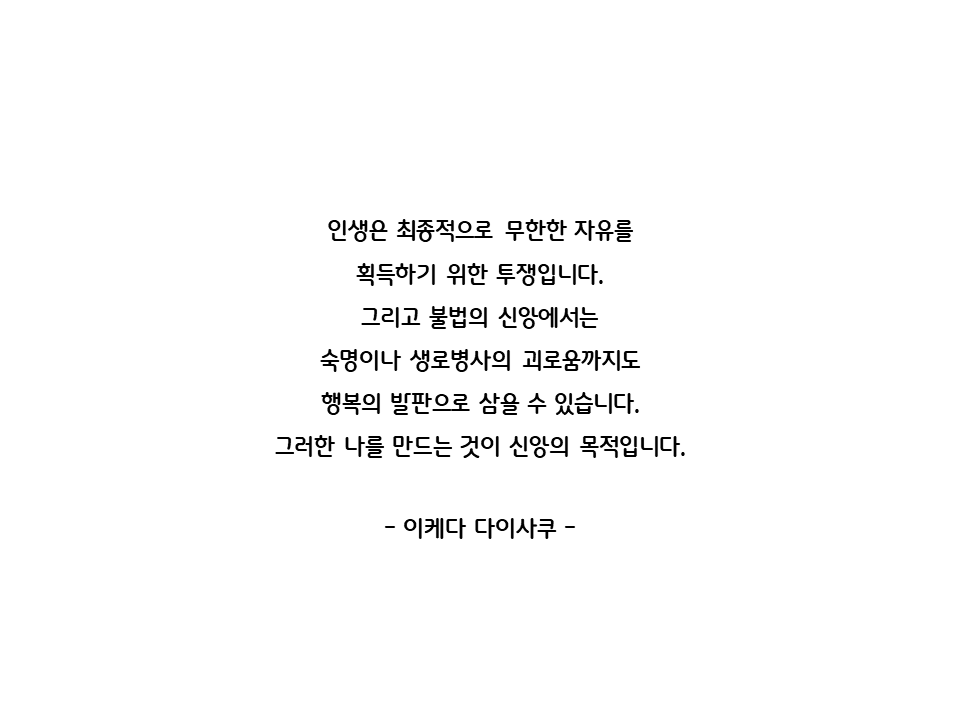 인생은 최종적으로 무한한 자유를
획득하기 위한 투쟁입니다.
그리고 불법의 신앙에서는
숙명이나 생로병사의 괴로움까지도
행복의 발판으로 삼을 수 있습니다.
그러한 나를 만드는 것이 신앙의 목적입니다.
- 이케다 다이사쿠 -